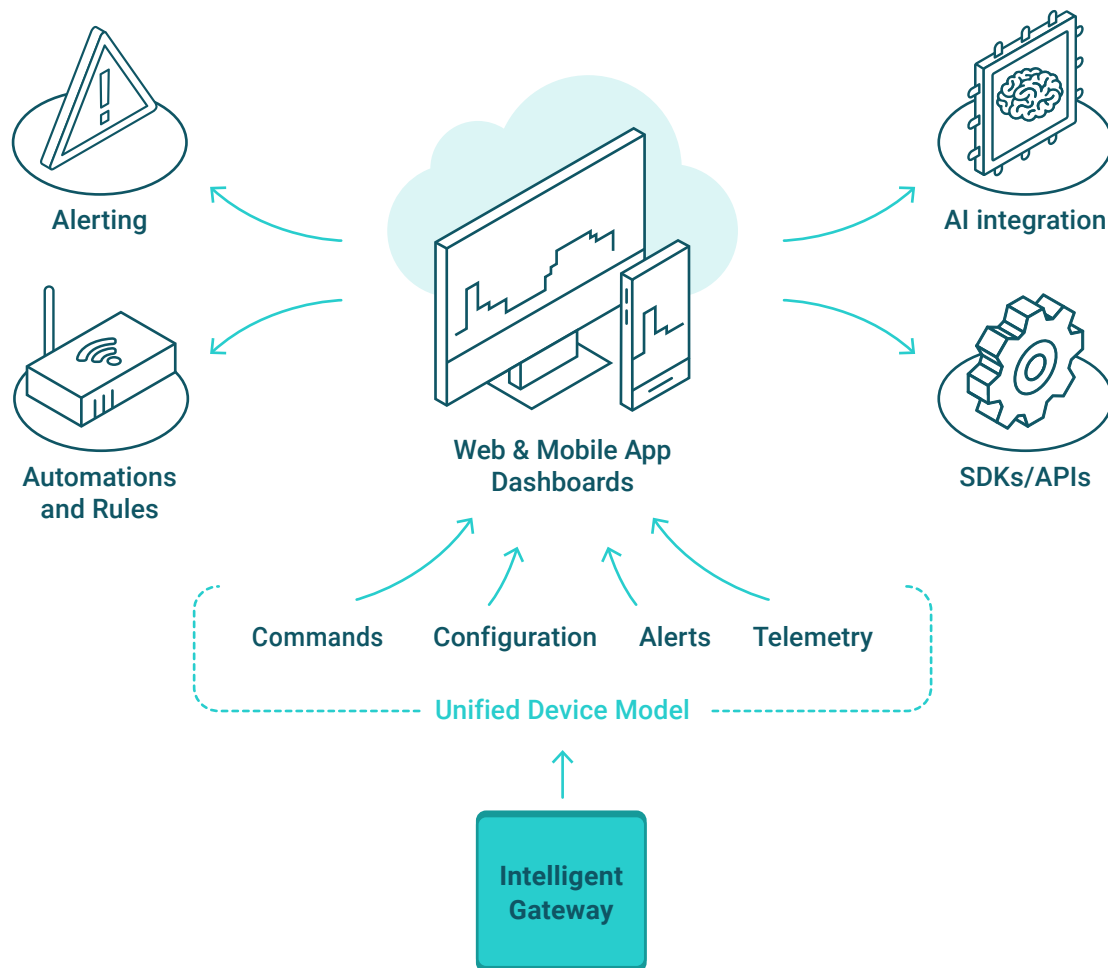 Alerting
AI integration
Automations
and Rules
Web & Mobile App
Dashboards
SDKs/APIs
Commands
Configuration
Alerts
Telemetry
Unified Device Model
Intelligent
Gateway